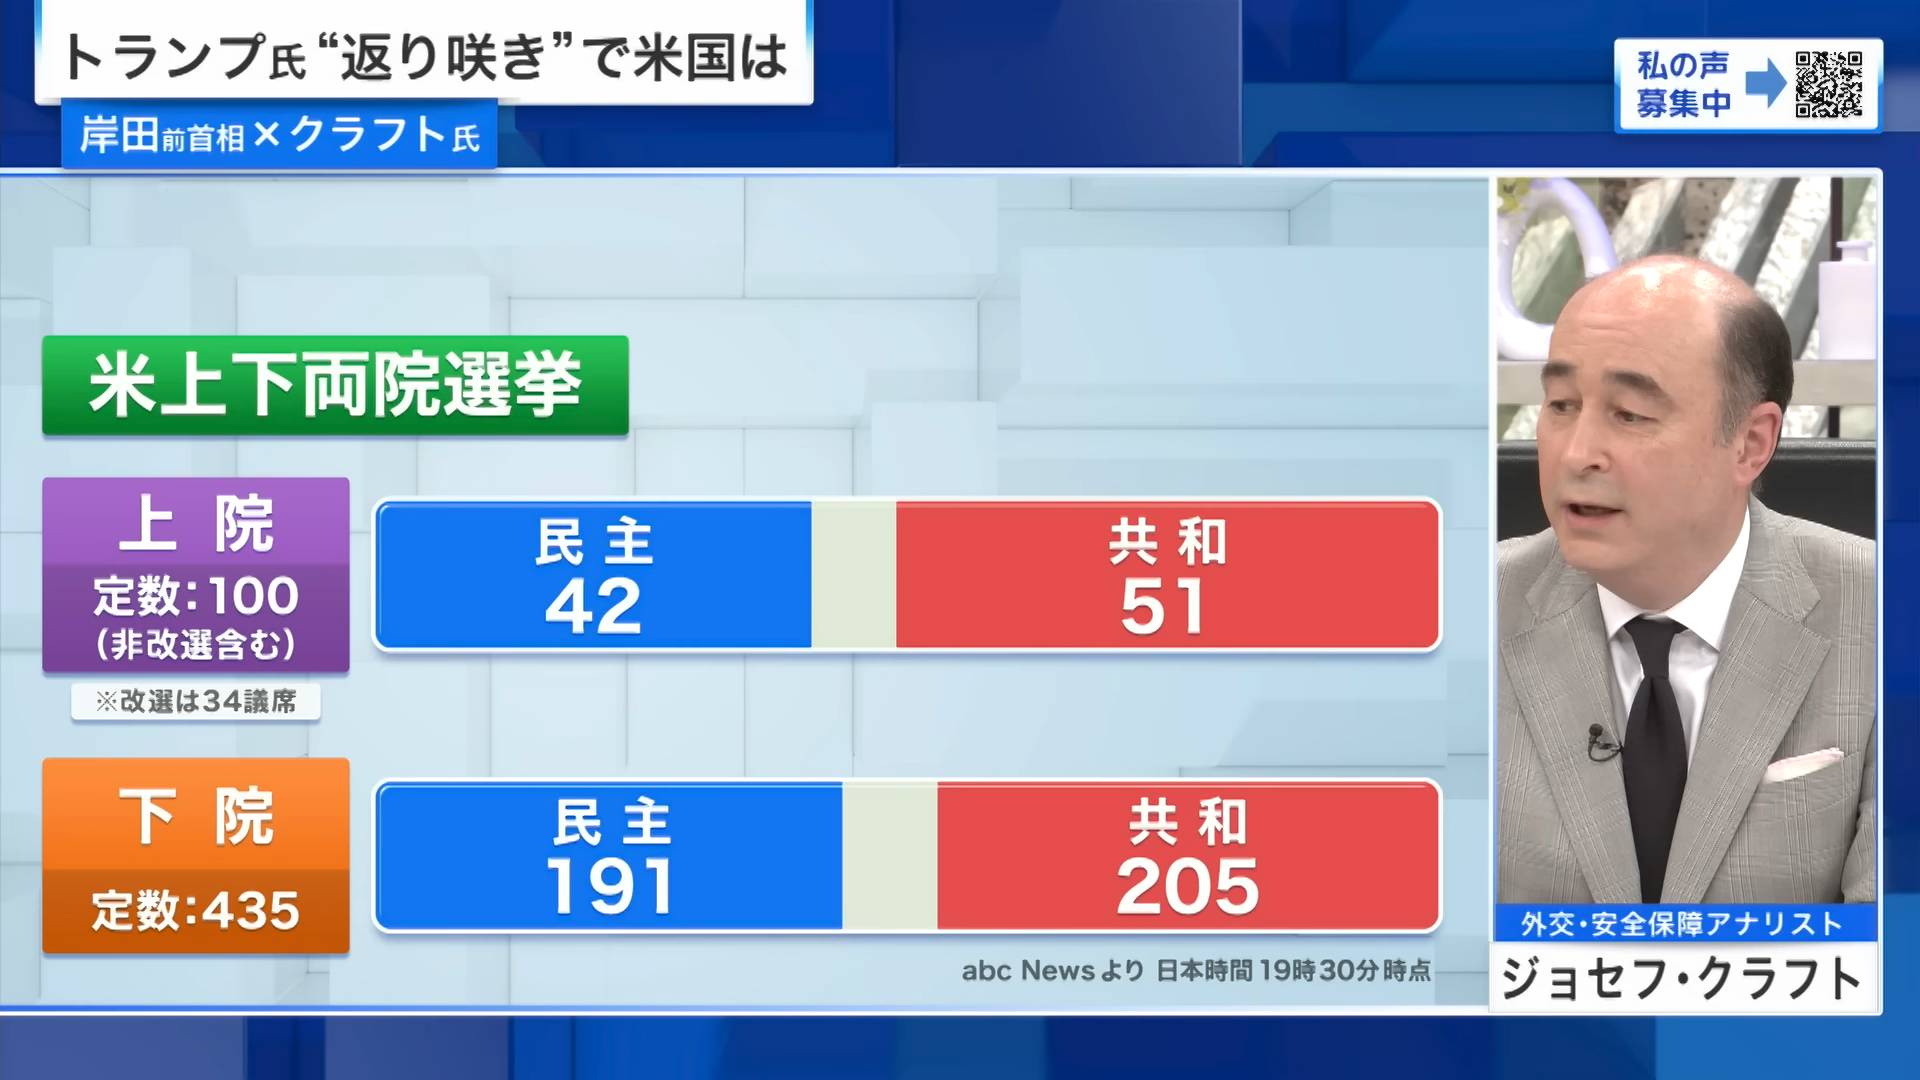 トランプ氏“返り咲き”で米国は
岸田前首相×クラフト氏
私の声
募集中
米上下両院選挙
上院
定数：100
（非改選含む）
※改選は34議席
民主
42
共和
51
下院
定数：435
民主
191
共和
205
abc Newsより 日本時間19時30分時点
外交・安全保障アナリスト
ジョセフ・クラフト